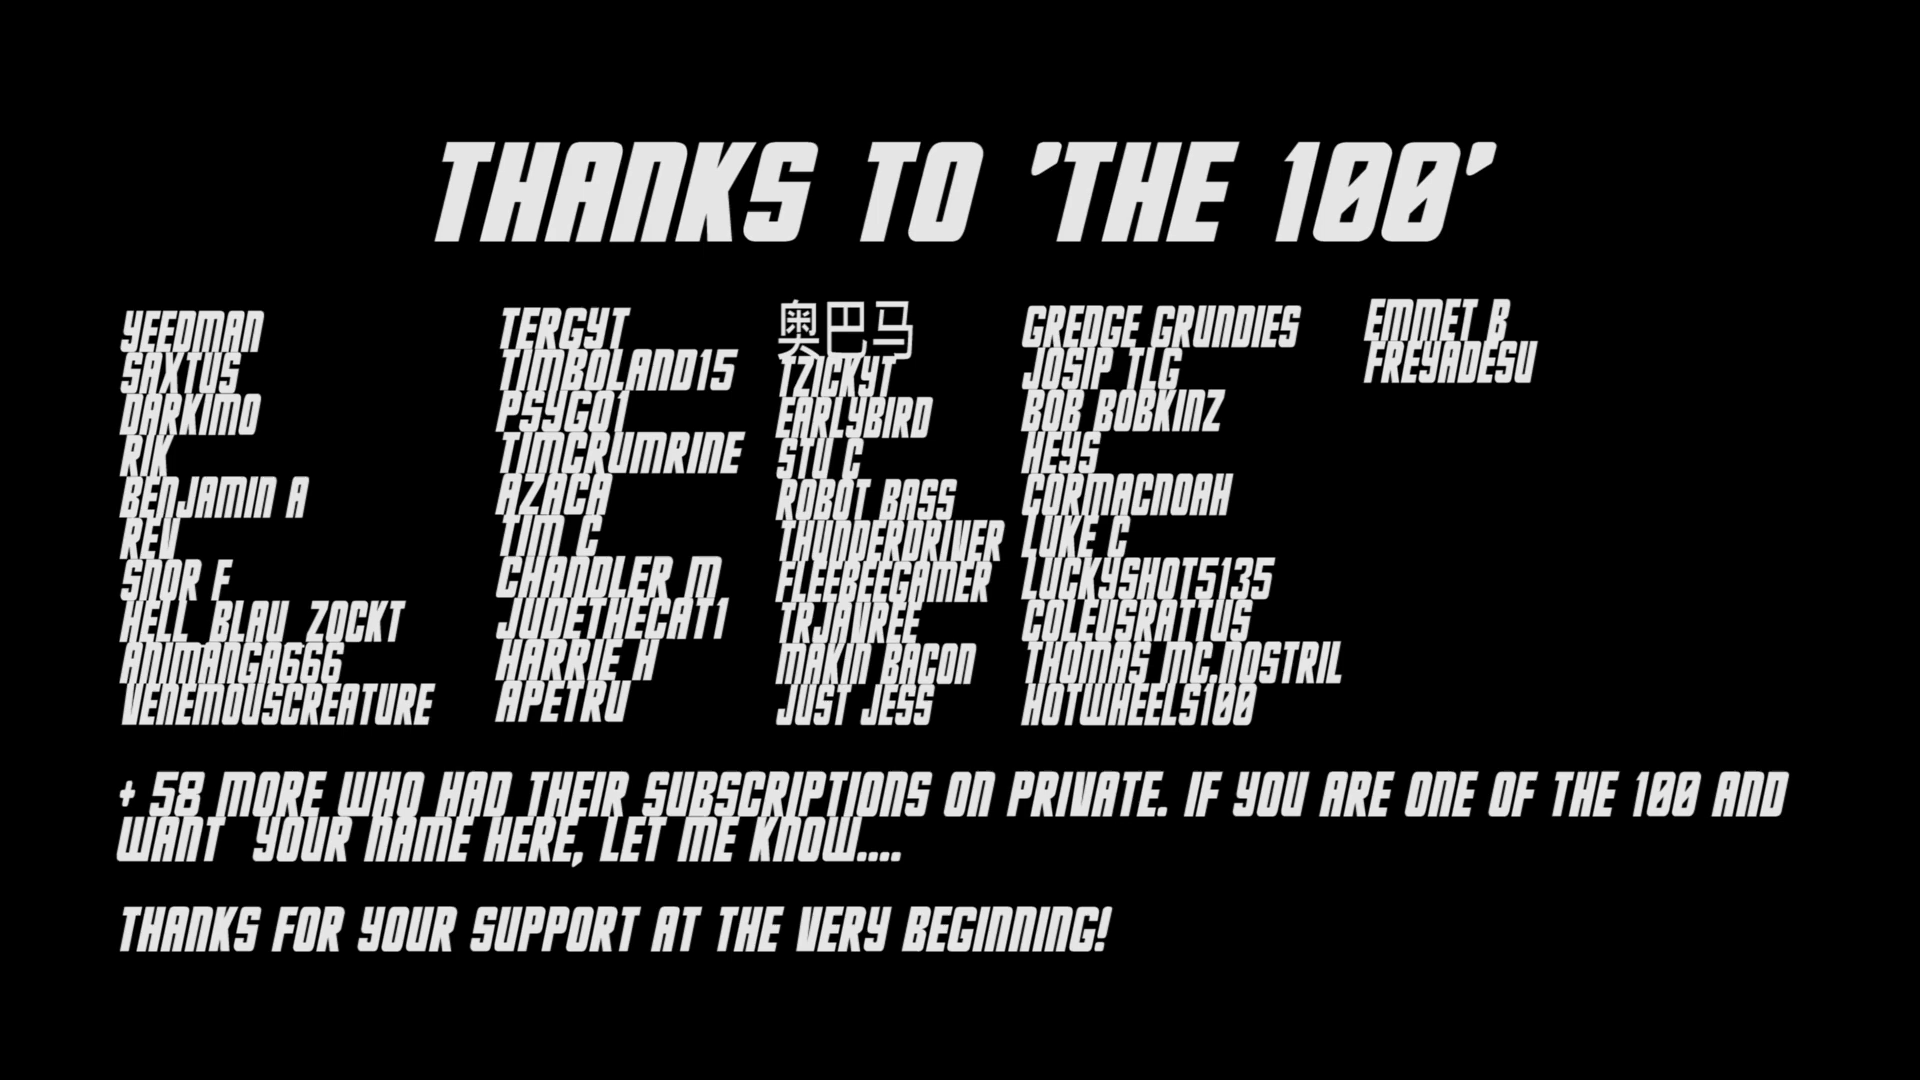 THANKS TO 'THE 100'
YEEDMAN
SAXTUS
DARKIMO
RIK
BENJAMIN A
REV
SNOR F
HELL_BLAU_ZOCKT
ANIMANGA666
VENEMOUSCREATURE
TERGYT
TIMBOLAND15
PSYGO1
TIMCRUMRINE
AZACA
TIM C
CHANDLER M
JUDETHECAT1
HARRIE H
APETRU
奥巴马
TZICKYT
EARLYBIRD
STU C
ROBOT BASS
THUNDERDRIVER
FLEEBEEGAMER
TRJAVREE
MAKIN BACON
JUST JESS
GREDGE GRUNDIES
JOSIP TLG
BOB BOBKINZ
HEYS
CORMACNOAH
LUKE C
LUCKYSHOT5135
COLEUSRATTUS
THOMAS MC.NOSTRIL
HOTWHEELS100
EMMET B
FREYADESU
+ 58 MORE WHO HAD THEIR SUBSCRIPTIONS ON PRIVATE. IF YOU ARE ONE OF THE 100 AND
WANT  YOUR NAME HERE, LET ME KNOW....
THANKS FOR YOUR SUPPORT AT THE VERY BEGINNING!